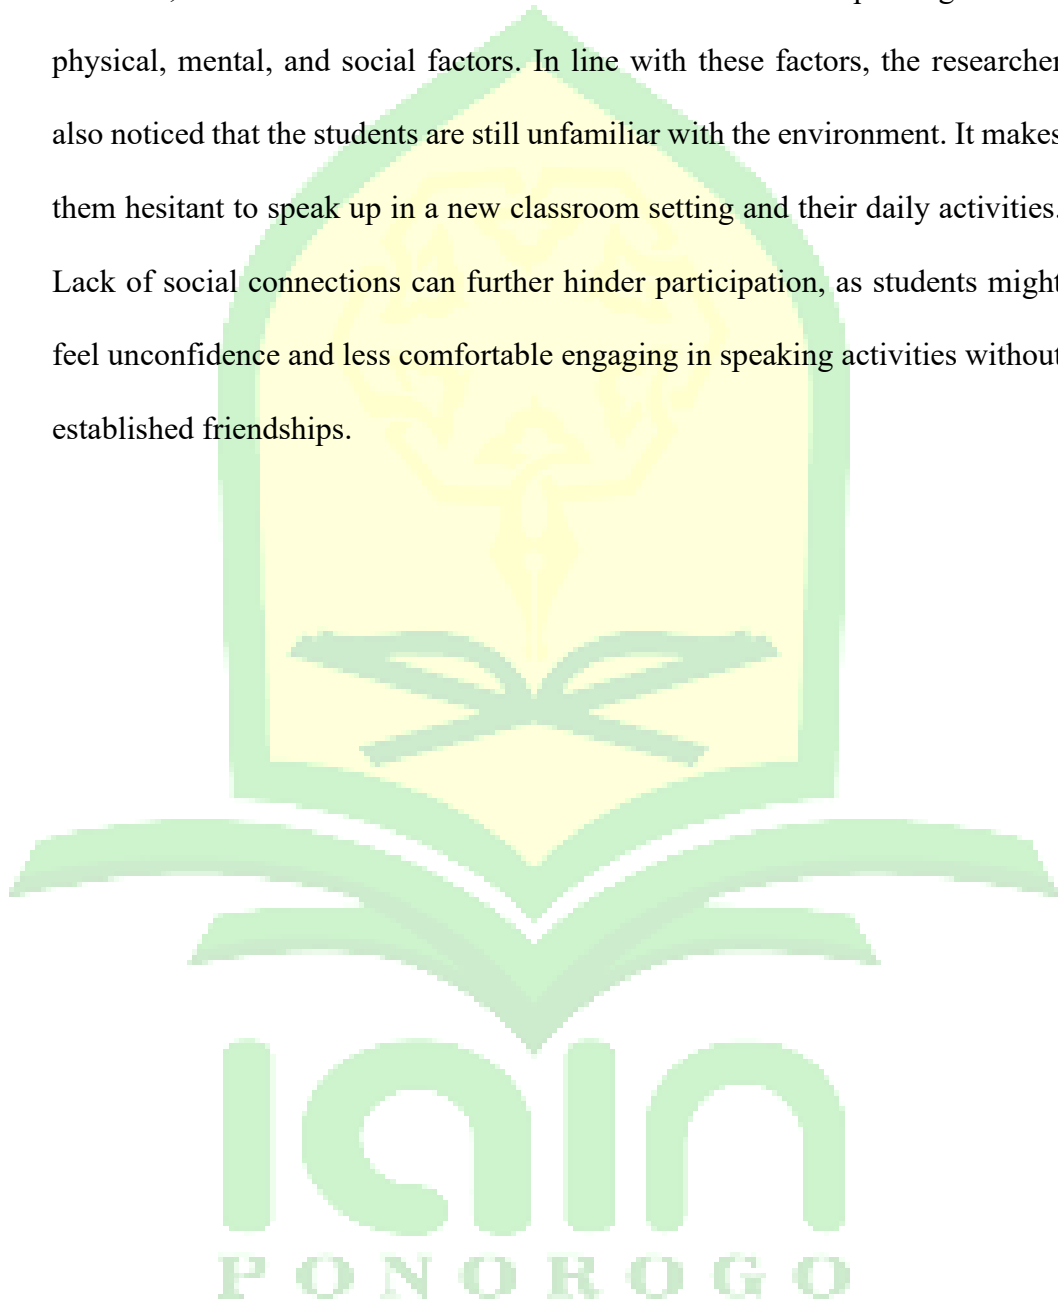 physical, mental, and social factors. In line with these factors, the researcher
also noticed that the students are still unfamiliar with the environment. It makes
them hesitant to speak up in a new classroom setting and their daily activities.
Lack of social connections can further hinder participation, as students might
feel unconfidence and less comfortable engaging in speaking activities without
established friendships.
iain
PONOROGO